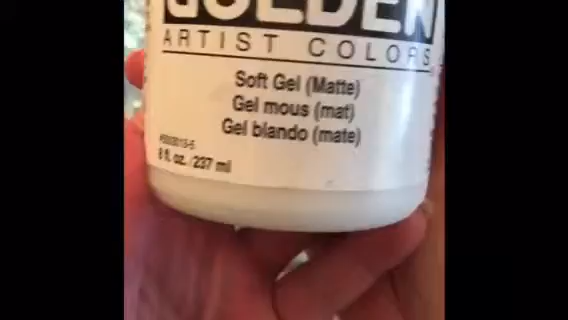 GOLDEN
ARTIST COLORS
Soft Gel (Matte)
Gel mous (mat)
Gel blando (mate)
8 fl. oz./237 ml